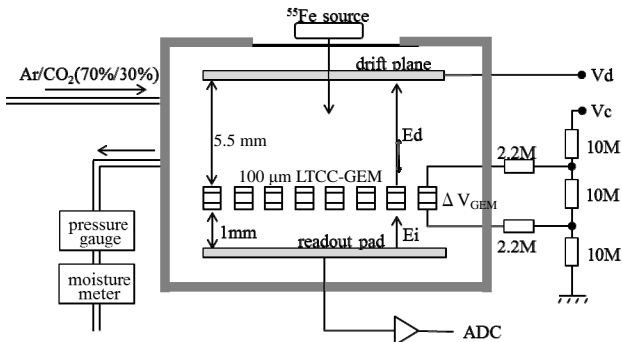 ⁵⁵Fe source
Ar/CO₂(70%/30%)
drift plane
Vd
Vc
5.5 mm
Ed
2.2M
10M
100 μm LTCC-GEM
10M
Δ V_GEM
pressure
gauge
1mm
Ei
readout pad
2.2M
10M
moisture
meter
ADC